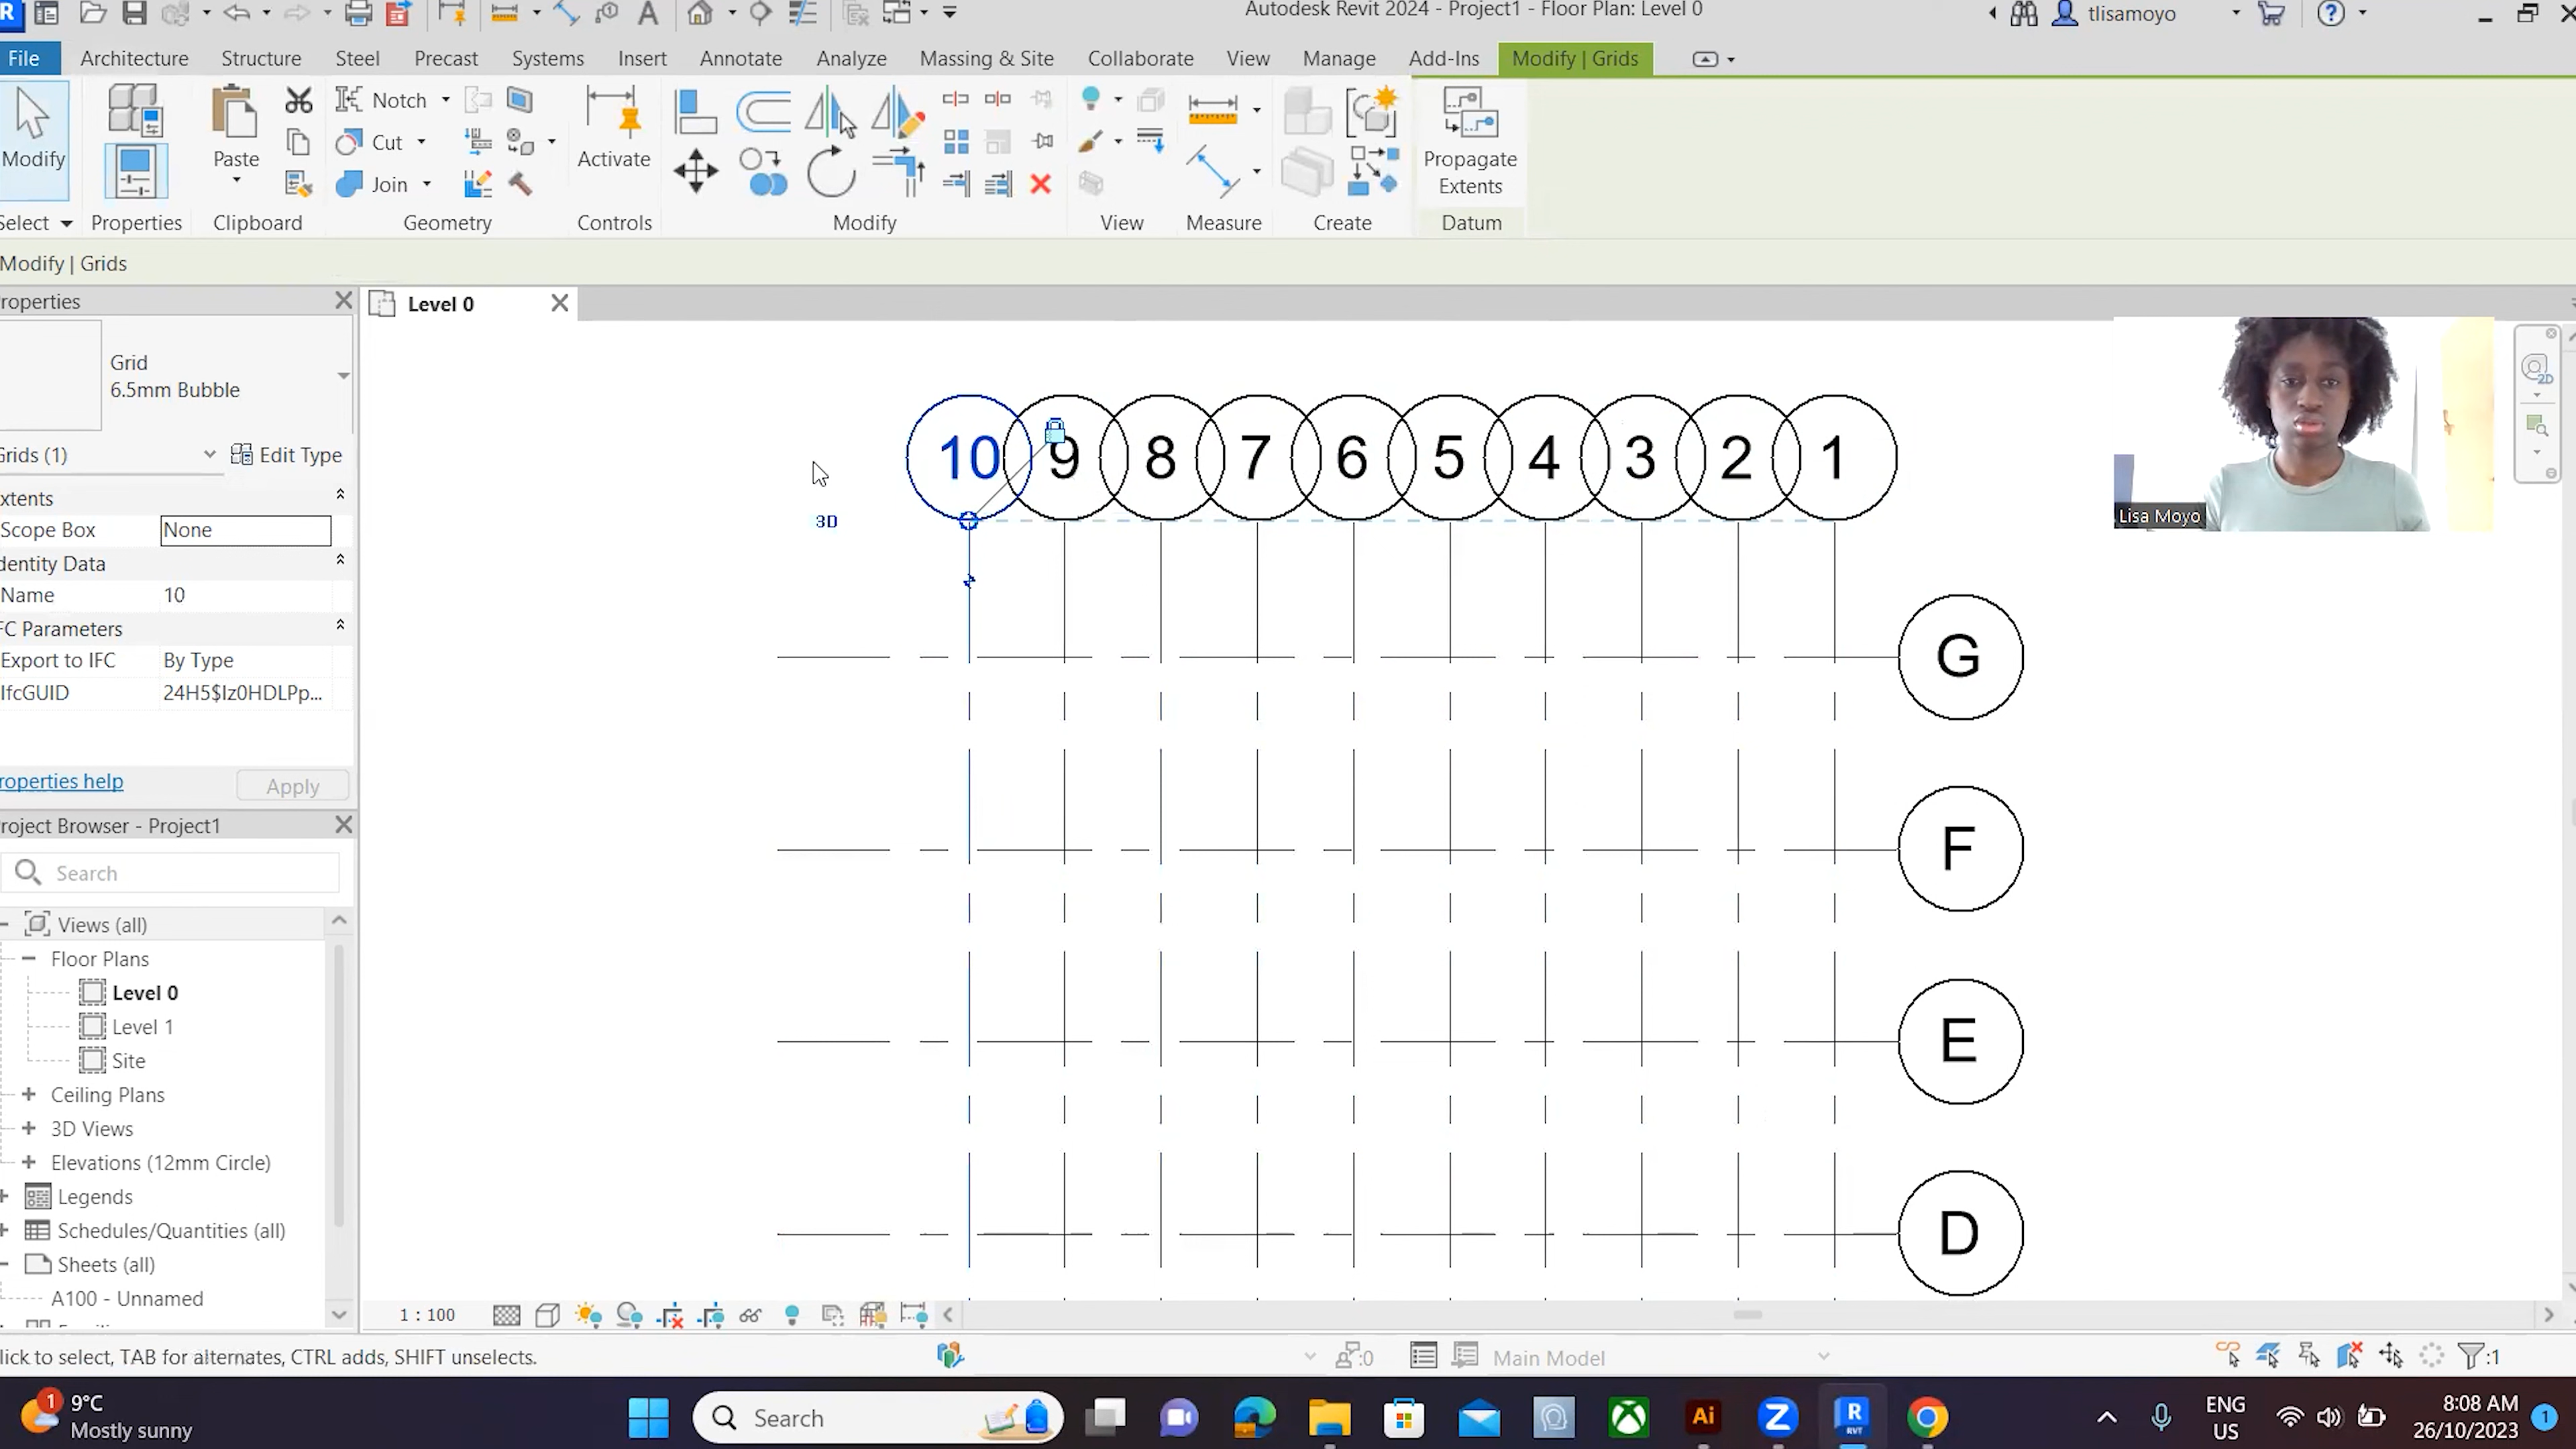 Autodesk Revit 2024 - Project1 - Floor Plan: Level 0
tlisamoyo
File Architecture Structure Steel Precast Systems Insert Annotate Analyze Massing & Site Collaborate View Manage Add-Ins Modify | Grids
Modify
Notch
Cut
Join
Paste
Activate
Propagate
Extents
Select Properties Clipboard Geometry Controls Modify View Measure Create Datum
Modify | Grids
roperties
Level 0
Grid
6.5mm Bubble
Grids (1)
Edit Type
xtents
Scope Box None
dentity Data
Name 10
FC Parameters
Export to IFC By Type
IfcGUID 24H5$Iz0HDLPp...
roperties help
Apply
roject Browser - Project1
Search
Views (all)
Floor Plans
Level 0
Level 1
Site
Ceiling Plans
3D Views
Elevations (12mm Circle)
Legends
Schedules/Quantities (all)
Sheets (all)
A100 - Unnamed
10 9 8 7 6 5 4 3 2 1
3D
G
F
E
D
2D
Lisa Moyo
1 : 100
lick to select, TAB for alternates, CTRL adds, SHIFT unselects.
:0
Main Model
:1
1
9°C
Mostly sunny
Search
Ai
Z
R
RVT
ENG
US
8:08 AM
26/10/2023
1